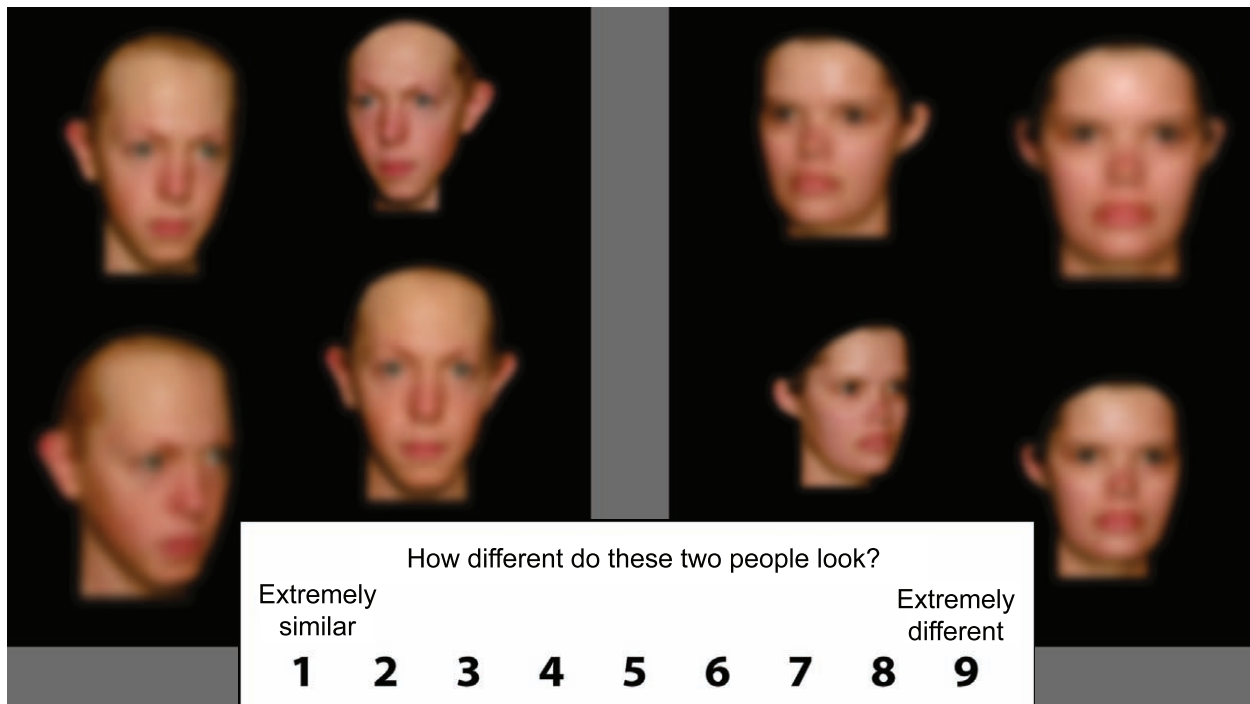 How different do these two people look?
Extremely
similar
Extremely
different
1 2 3 4 5 6 7 8 9